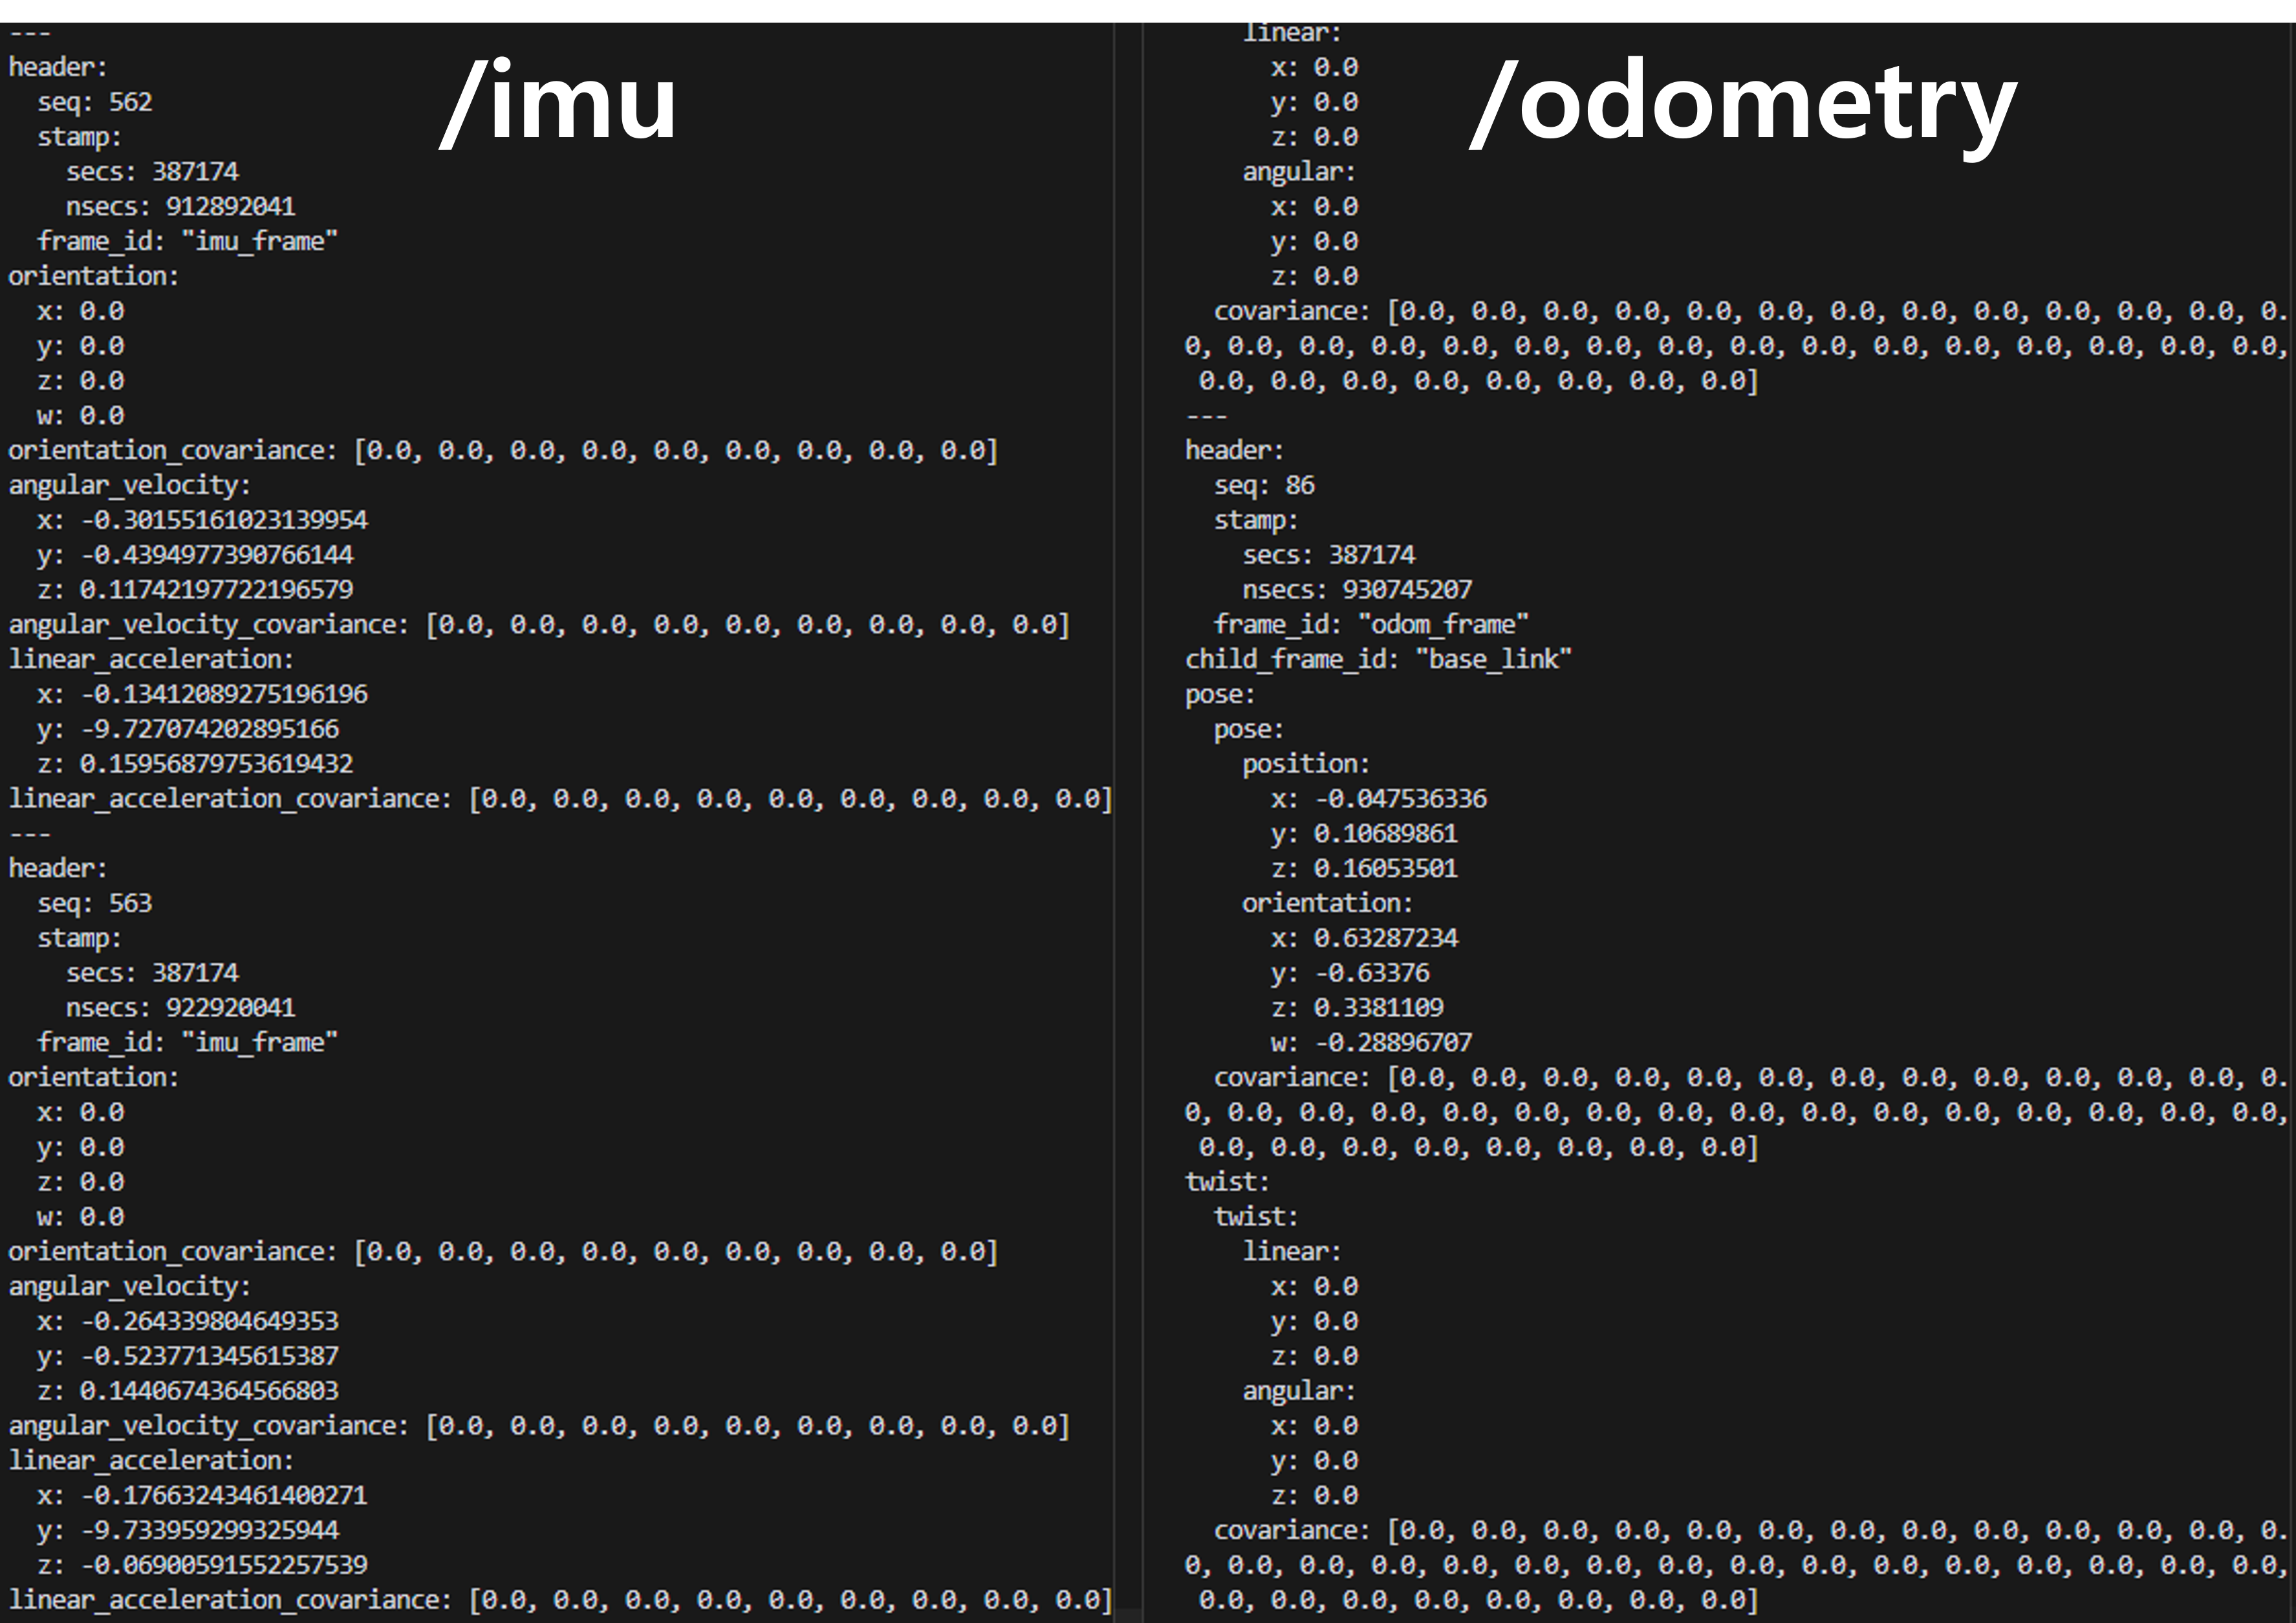 /imu
---
header:
  seq: 562
  stamp:
    secs: 387174
    nsecs: 912892041
  frame_id: "imu_frame"
orientation:
  x: 0.0
  y: 0.0
  z: 0.0
  w: 0.0
orientation_covariance: [0.0, 0.0, 0.0, 0.0, 0.0, 0.0, 0.0, 0.0, 0.0]
angular_velocity:
  x: -0.30155161023139954
  y: -0.4394977390766144
  z: 0.11742197722196579
angular_velocity_covariance: [0.0, 0.0, 0.0, 0.0, 0.0, 0.0, 0.0, 0.0, 0.0]
linear_acceleration:
  x: -0.13412089275196196
  y: -9.727074202895166
  z: 0.15956879753619432
linear_acceleration_covariance: [0.0, 0.0, 0.0, 0.0, 0.0, 0.0, 0.0, 0.0, 0.0]
---
header:
  seq: 563
  stamp:
    secs: 387174
    nsecs: 922920041
  frame_id: "imu_frame"
orientation:
  x: 0.0
  y: 0.0
  z: 0.0
  w: 0.0
orientation_covariance: [0.0, 0.0, 0.0, 0.0, 0.0, 0.0, 0.0, 0.0, 0.0]
angular_velocity:
  x: -0.264339804649353
  y: -0.523771345615387
  z: 0.1440674364566803
angular_velocity_covariance: [0.0, 0.0, 0.0, 0.0, 0.0, 0.0, 0.0, 0.0, 0.0]
linear_acceleration:
  x: -0.17663243461400271
  y: -9.733959299325944
  z: -0.06900591552257539
linear_acceleration_covariance: [0.0, 0.0, 0.0, 0.0, 0.0, 0.0, 0.0, 0.0, 0.0]
/odometry
    linear:
      x: 0.0
      y: 0.0
      z: 0.0
    angular:
      x: 0.0
      y: 0.0
      z: 0.0
  covariance: [0.0, 0.0, 0.0, 0.0, 0.0, 0.0, 0.0, 0.0, 0.0, 0.0, 0.0, 0.0, 0.
0, 0.0, 0.0, 0.0, 0.0, 0.0, 0.0, 0.0, 0.0, 0.0, 0.0, 0.0, 0.0, 0.0, 0.0, 0.0,
 0.0, 0.0, 0.0, 0.0, 0.0, 0.0, 0.0, 0.0]
---
header:
  seq: 86
  stamp:
    secs: 387174
    nsecs: 930745207
  frame_id: "odom_frame"
child_frame_id: "base_link"
pose:
  pose:
    position:
      x: -0.047536336
      y: 0.10689861
      z: 0.16053501
    orientation:
      x: 0.63287234
      y: -0.63376
      z: 0.3381109
      w: -0.28896707
  covariance: [0.0, 0.0, 0.0, 0.0, 0.0, 0.0, 0.0, 0.0, 0.0, 0.0, 0.0, 0.0, 0.
0, 0.0, 0.0, 0.0, 0.0, 0.0, 0.0, 0.0, 0.0, 0.0, 0.0, 0.0, 0.0, 0.0, 0.0, 0.0,
 0.0, 0.0, 0.0, 0.0, 0.0, 0.0, 0.0, 0.0]
twist:
  twist:
    linear:
      x: 0.0
      y: 0.0
      z: 0.0
    angular:
      x: 0.0
      y: 0.0
      z: 0.0
  covariance: [0.0, 0.0, 0.0, 0.0, 0.0, 0.0, 0.0, 0.0, 0.0, 0.0, 0.0, 0.0, 0.
0, 0.0, 0.0, 0.0, 0.0, 0.0, 0.0, 0.0, 0.0, 0.0, 0.0, 0.0, 0.0, 0.0, 0.0, 0.0,
 0.0, 0.0, 0.0, 0.0, 0.0, 0.0, 0.0, 0.0]